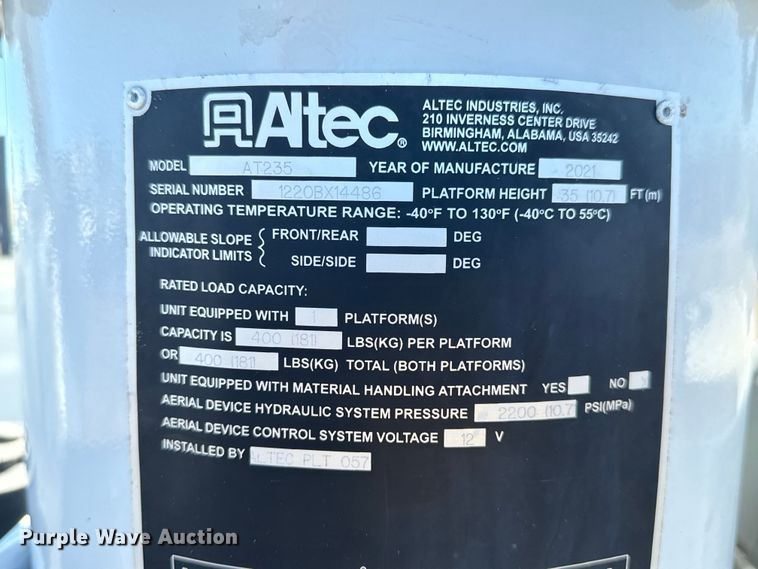 Altec®
ALTEC INDUSTRIES, INC.
210 INVERNESS CENTER DRIVE
BIRMINGHAM, ALABAMA, USA 35242
WWW.ALTEC.COM
MODEL AT235 YEAR OF MANUFACTURE 2021
SERIAL NUMBER 1220BX14486 PLATFORM HEIGHT 35 (10.7) FT(m)
OPERATING TEMPERATURE RANGE: -40°F TO 130°F (-40°C TO 55°C)
ALLOWABLE SLOPE INDICATOR LIMITS
FRONT/REAR DEG
SIDE/SIDE DEG
RATED LOAD CAPACITY:
UNIT EQUIPPED WITH 1 PLATFORM(S)
CAPACITY IS 400 (181) LBS(KG) PER PLATFORM
OR 400 (181) LBS(KG) TOTAL (BOTH PLATFORMS)
UNIT EQUIPPED WITH MATERIAL HANDLING ATTACHMENT YES NO
AERIAL DEVICE HYDRAULIC SYSTEM PRESSURE 2200 (10.7 PSI(MPa)
AERIAL DEVICE CONTROL SYSTEM VOLTAGE 12 V
INSTALLED BY ALTEC PLT 057
Purple Wave Auction